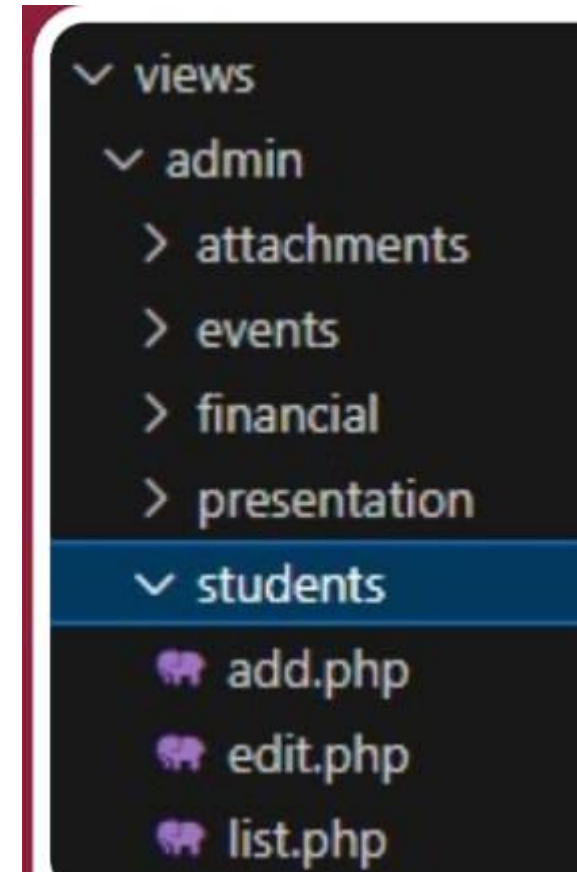 views
admin
attachments
events
financial
presentation
students
add.php
edit.php
list.php